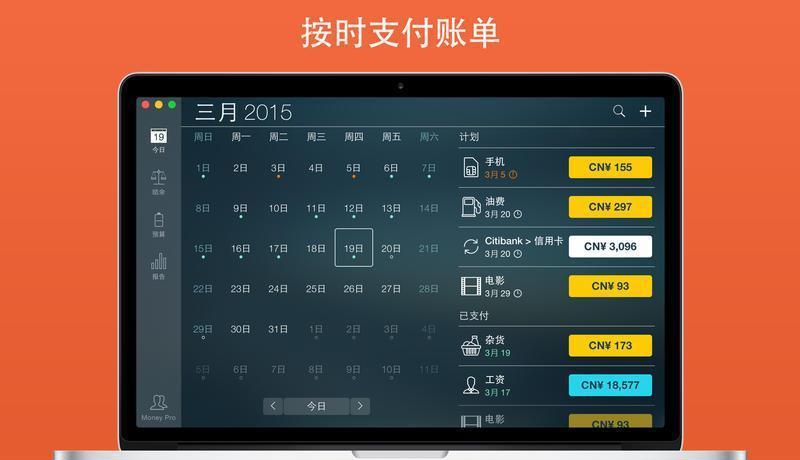 按时支付账单
三月 2015
19
今日
结余
预算
报告
Money Pro
周日 周一 周二 周三 周四 周五 周六
1日 2日 3日 4日 5日 6日 7日
8日 9日 10日 11日 12日 13日 14日
15日 16日 17日 18日 19日 20日 21日
22日 23日 24日 25日 26日 27日 28日
29日 30日 31日 1日 2日 3日 4日
5日 6日 7日 8日 9日 10日 11日
今日
计划
手机
3月 5
CN¥ 155
油费
3月 20
CN¥ 297
Citibank > 信用卡
3月 20
CN¥ 3,096
电影
3月 29
CN¥ 93
已支付
杂货
3月 19
CN¥ 173
工资
3月 17
CN¥ 18,577
电影
CN¥ 93